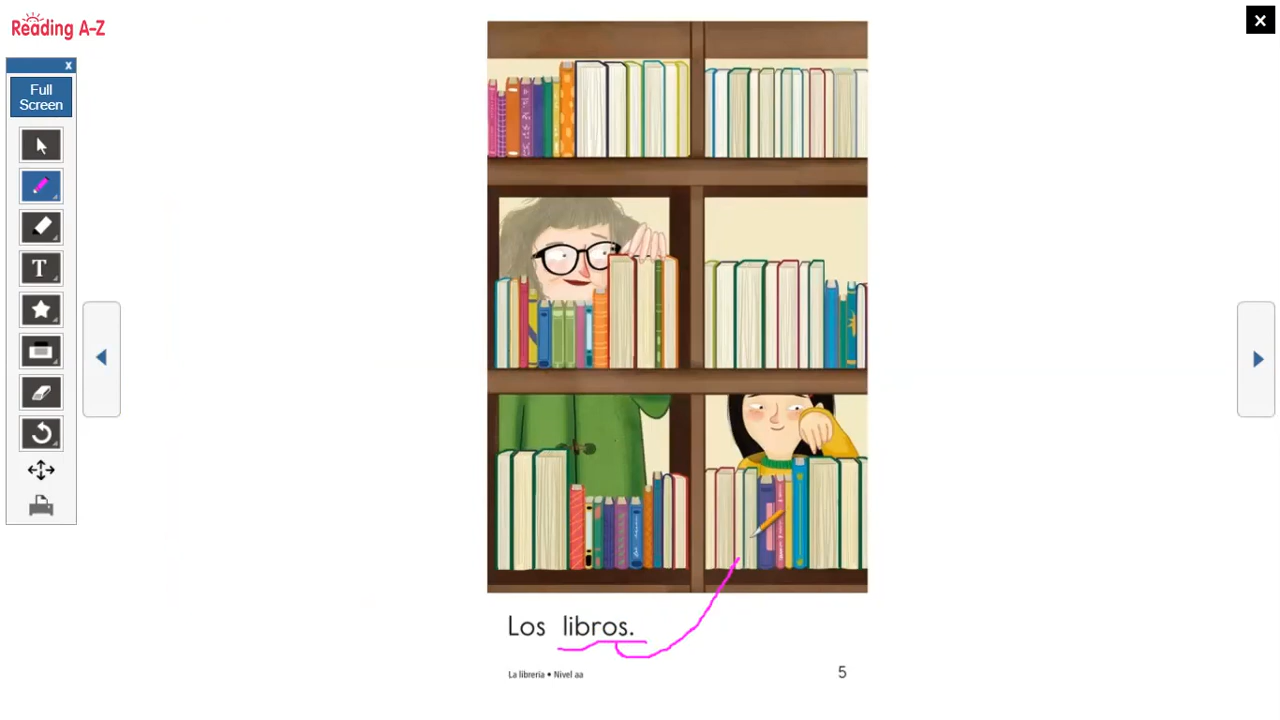 Reading A-Z
x
Full
Screen
T
Los libros.
La librería • Nivel aa
5